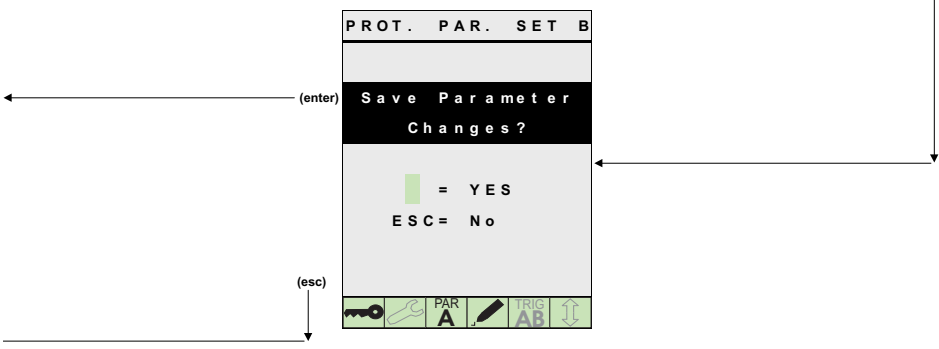 PROT. PAR. SET B
(enter)
Save Parameter
Changes?
= YES
ESC= No
(esc)
PAR
A
TRIG
AB